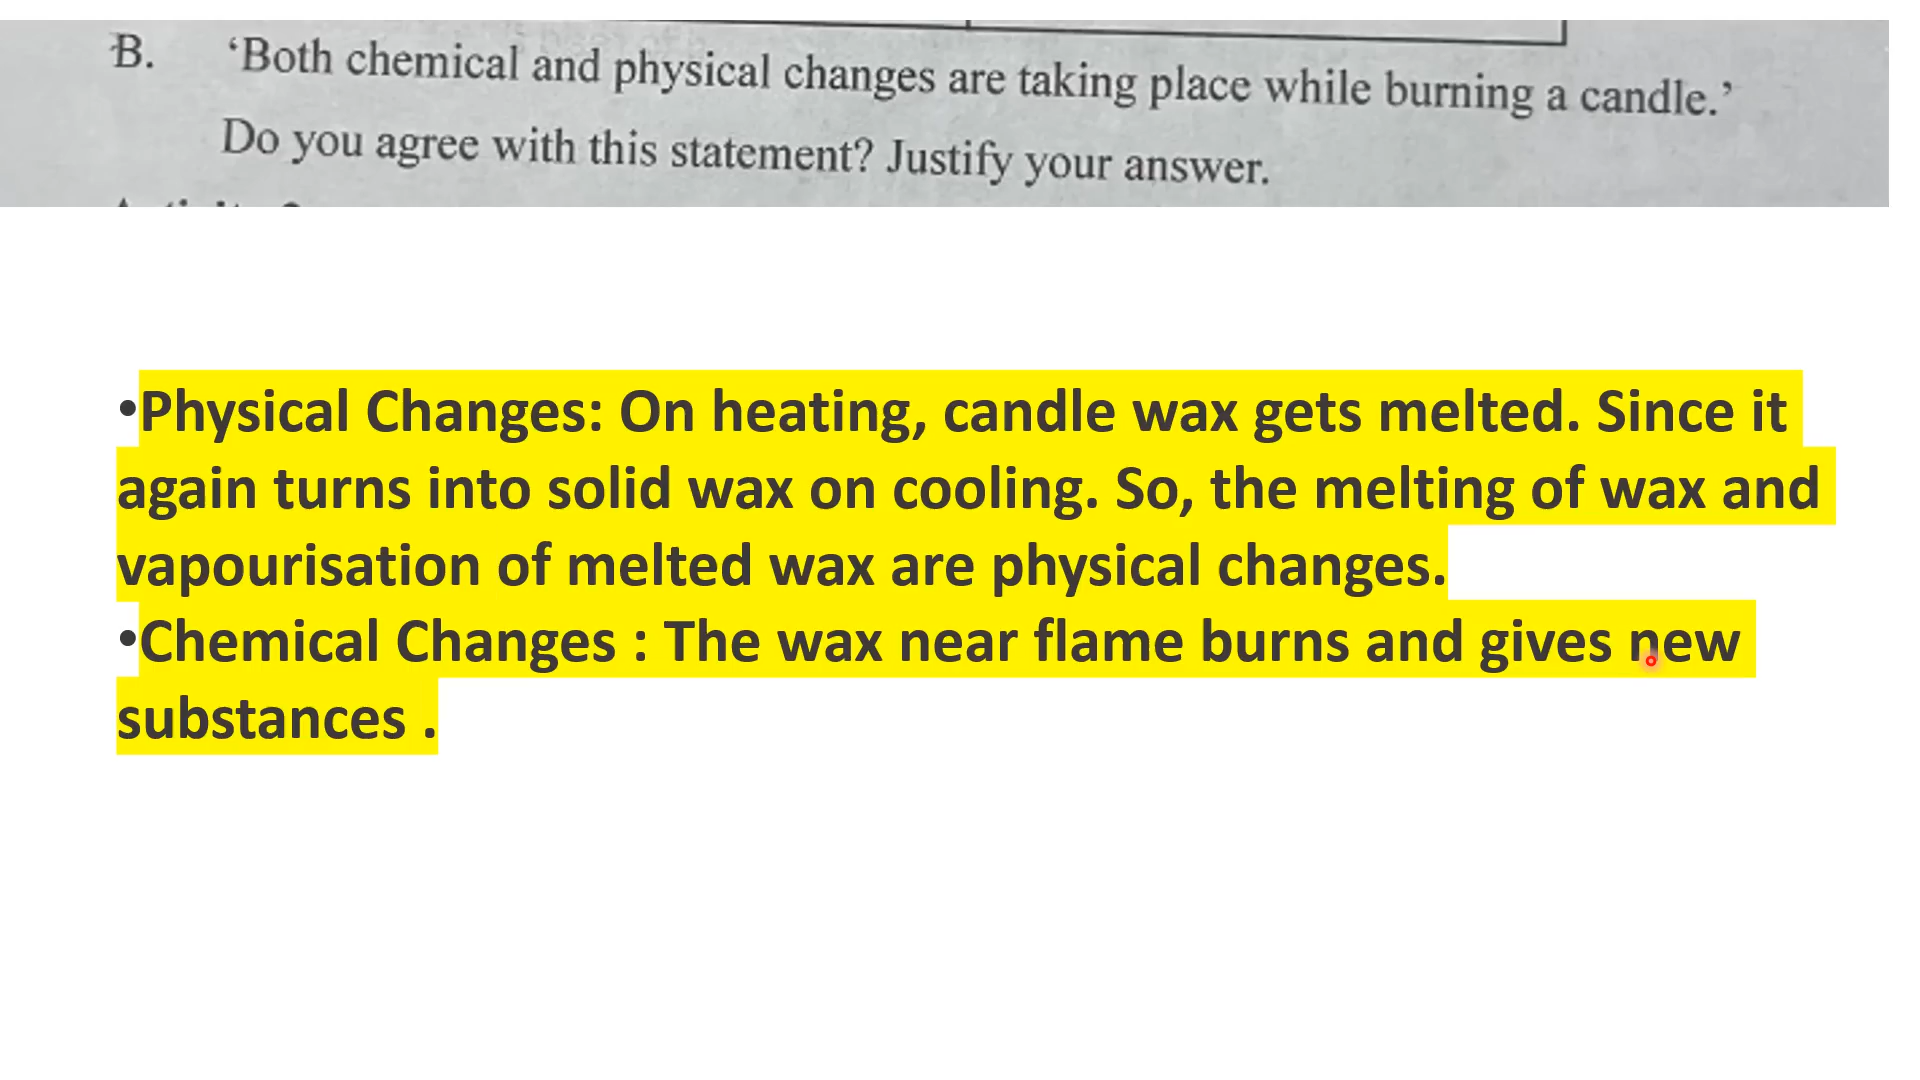 B. ‘Both chemical and physical changes are taking place while burning a candle.’
Do you agree with this statement? Justify your answer.
•Physical Changes: On heating, candle wax gets melted. Since it
again turns into solid wax on cooling. So, the melting of wax and
vapourisation of melted wax are physical changes.
•Chemical Changes : The wax near flame burns and gives new
substances .